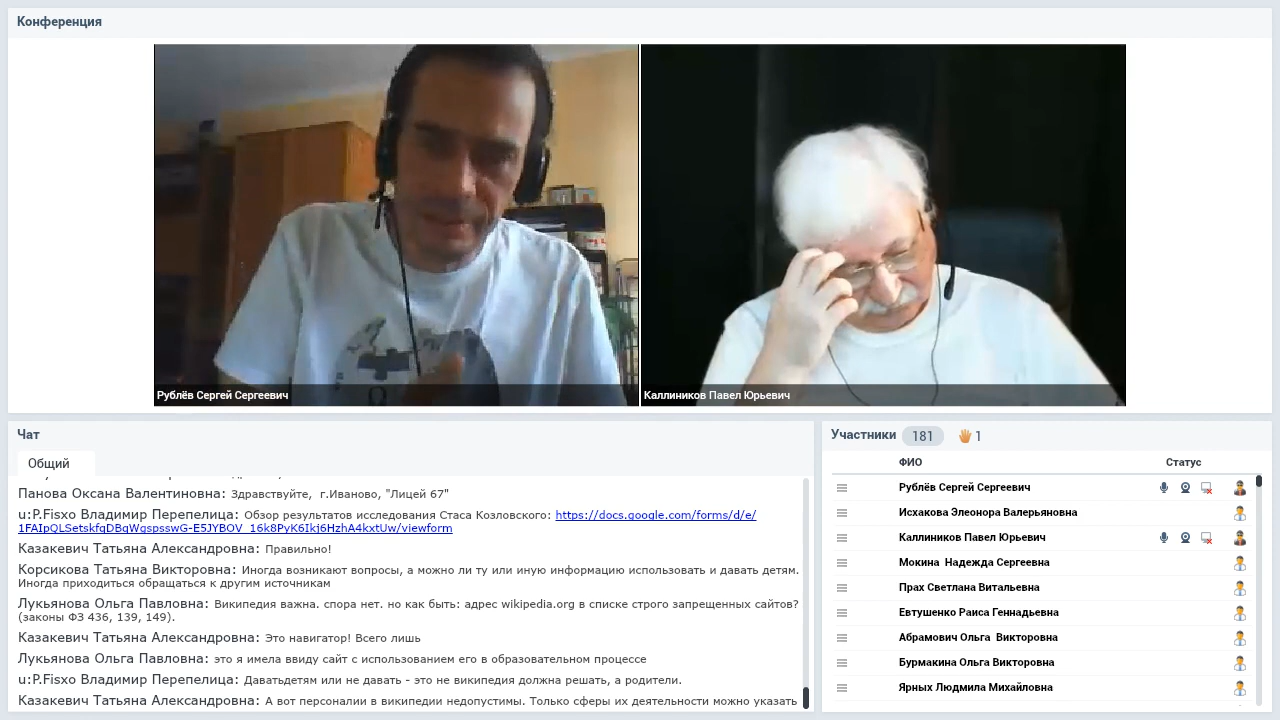 Конференция
Рублёв Сергей Сергеевич
Каллиников Павел Юрьевич
Чат
Общий
Панова Оксана Валентиновна: Здравствуйте, г.Иваново, "Лицей 67"
u:P.Fisxo Владимир Перепелица: Обзор результатов исследования Стаса Козловского: https://docs.google.com/forms/d/e/
1FAIpQLSetskfqDBqWgspsswG-E5JYBOV_16k8PyK6Ikj6HzhA4kxtUw/viewform
Казакевич Татьяна Александровна: Правильно!
Корсикова Татьяна Викторовна: Иногда возникают вопросы, а можно ли ту или иную информацию использовать и давать детям.
Иногда приходиться обращаться к другим источникам
Лукьянова Ольга Павловна: Википедия важна. спора нет. но как быть: адрес wikipedia.org в списке строго запрещенных сайтов?
(законы ФЗ 436, 139, 149).
Казакевич Татьяна Александровна: Это навигатор! Всего лишь
Лукьянова Ольга Павловна: это я имела ввиду сайт с использованием его в образовательном процессе
u:P.Fisxo Владимир Перепелица: Даватьдетям или не давать - это не википедия должна решать, а родители.
Казакевич Татьяна Александровна: А вот персоналии в википедии недопустимы. Только сферы их деятельности можно указать
Участники 181 1
ФИО Статус
Рублёв Сергей Сергеевич
Исхакова Элеонора Валерьяновна
Каллиников Павел Юрьевич
Мокина Надежда Сергеевна
Прах Светлана Витальевна
Евтушенко Раиса Геннадьевна
Абрамович Ольга Викторовна
Бурмакина Ольга Викторовна
Ярных Людмила Михайловна